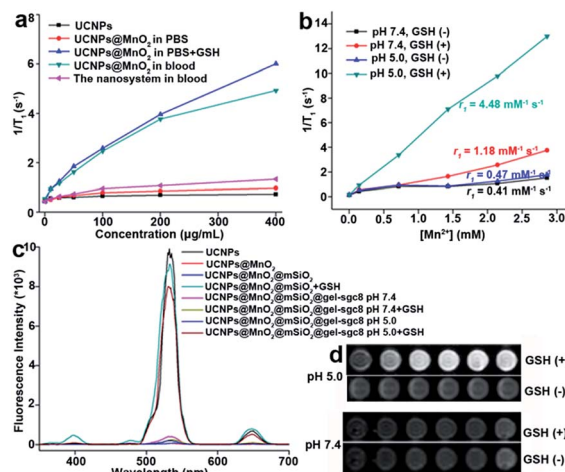 a
UCNPs
UCNPs@MnO2 in PBS
UCNPs@MnO2 in PBS+GSH
UCNPs@MnO2 in blood
The nanosystem in blood
1/T1 (s-1)
8
6
4
2
0
0 100 200 300 400
Concentration (µg/mL)
b
pH 7.4, GSH (-)
pH 7.4, GSH (+)
pH 5.0, GSH (-)
pH 5.0, GSH (+)
1/T1 (s-1)
14
12
10
8
6
4
2
0
-2
r1 = 4.48 mM-1 s-1
r1 = 1.18 mM-1 s-1
r1 = 0.47 mM-1 s-1
r1 = 0.41 mM-1 s-1
0.0 0.5 1.0 1.5 2.0 2.5 3.0
[Mn2+] (mM)
c
UCNPs
UCNPs@MnO2
UCNPs@MnO2@mSiO2
UCNPs@MnO2@mSiO2+GSH
UCNPs@MnO2@mSiO2@gel-sgc8 pH 7.4
UCNPs@MnO2@mSiO2@gel-sgc8 pH 7.4+GSH
UCNPs@MnO2@mSiO2@gel-sgc8 pH 5.0
UCNPs@MnO2@mSiO2@gel-sgc8 pH 5.0+GSH
Fluorescence Intensity (*10³)
10
8
6
4
2
0
400 500 600 700
Wavelength (nm)
d
pH 5.0
GSH (+
GSH (-)
pH 7.4
GSH (+)
GSH (-)